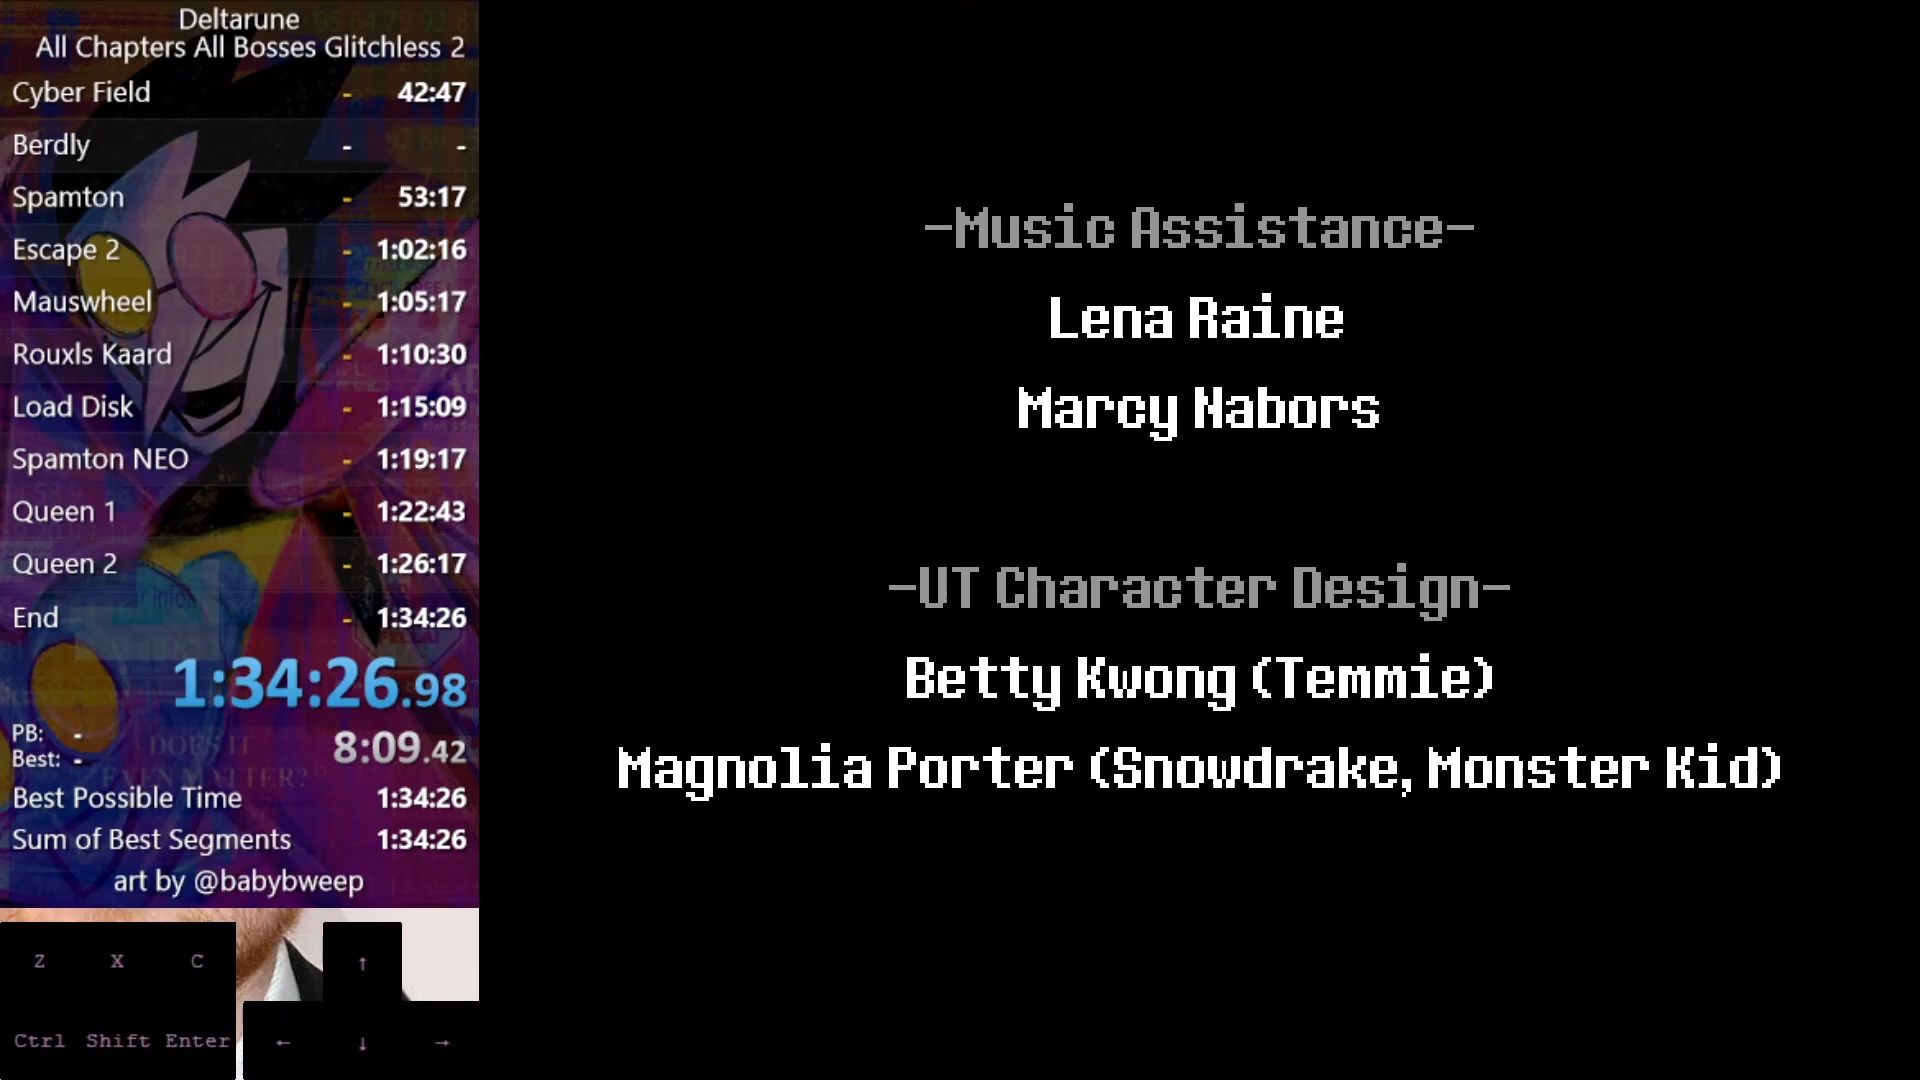 Deltarune
All Chapters All Bosses Glitchless 2
Cyber Field - 42:47
Berdly - -
Spamton - 53:17
Escape 2 - 1:02:16
Mauswheel - 1:05:17
Rouxls Kaard - 1:10:30
Load Disk - 1:15:09
Spamton NEO - 1:19:17
Queen 1 - 1:22:43
Queen 2 - 1:26:17
End - 1:34:26
1:34:26.98
PB: - 8:09.42
Best: -
DOES IT
EVEN MATTER?
Best Possible Time 1:34:26
Sum of Best Segments 1:34:26
art by @babybweep
Z X C ↑
Ctrl Shift Enter ← ↓ →
-Music Assistance-
Lena Raine
Marcy Nabors
-UT Character Design-
Betty Kwong (Temmie)
Magnolia Porter (Snowdrake, Monster Kid)